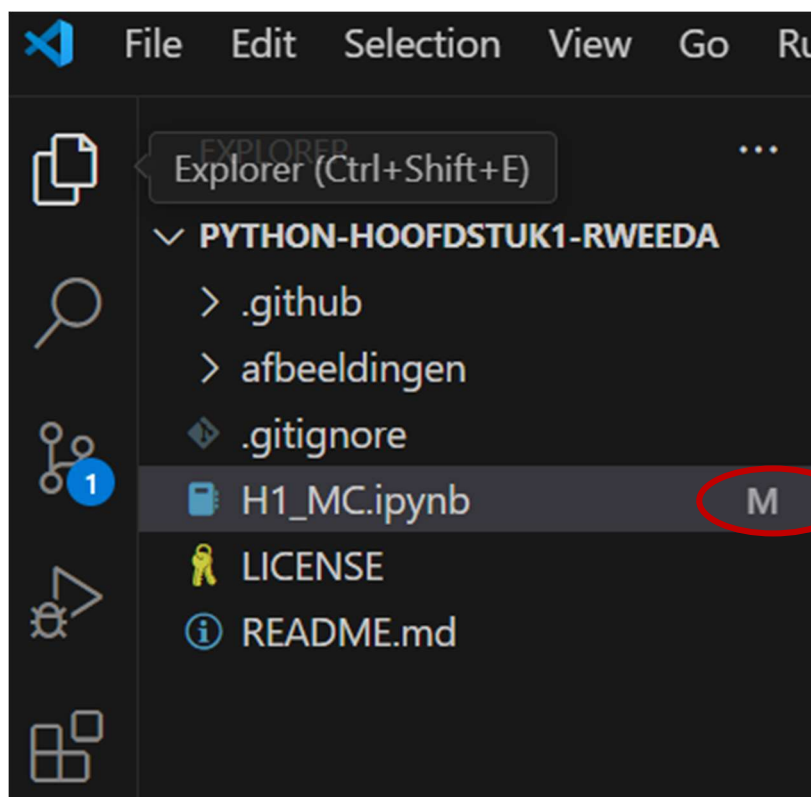 File Edit Selection View Go Ru
EXPLORER
Explorer (Ctrl+Shift+E)
PYTHON-HOOFDSTUK1-RWEEDA
.github
afbeeldingen
.gitignore
H1_MC.ipynb M
1
LICENSE
README.md